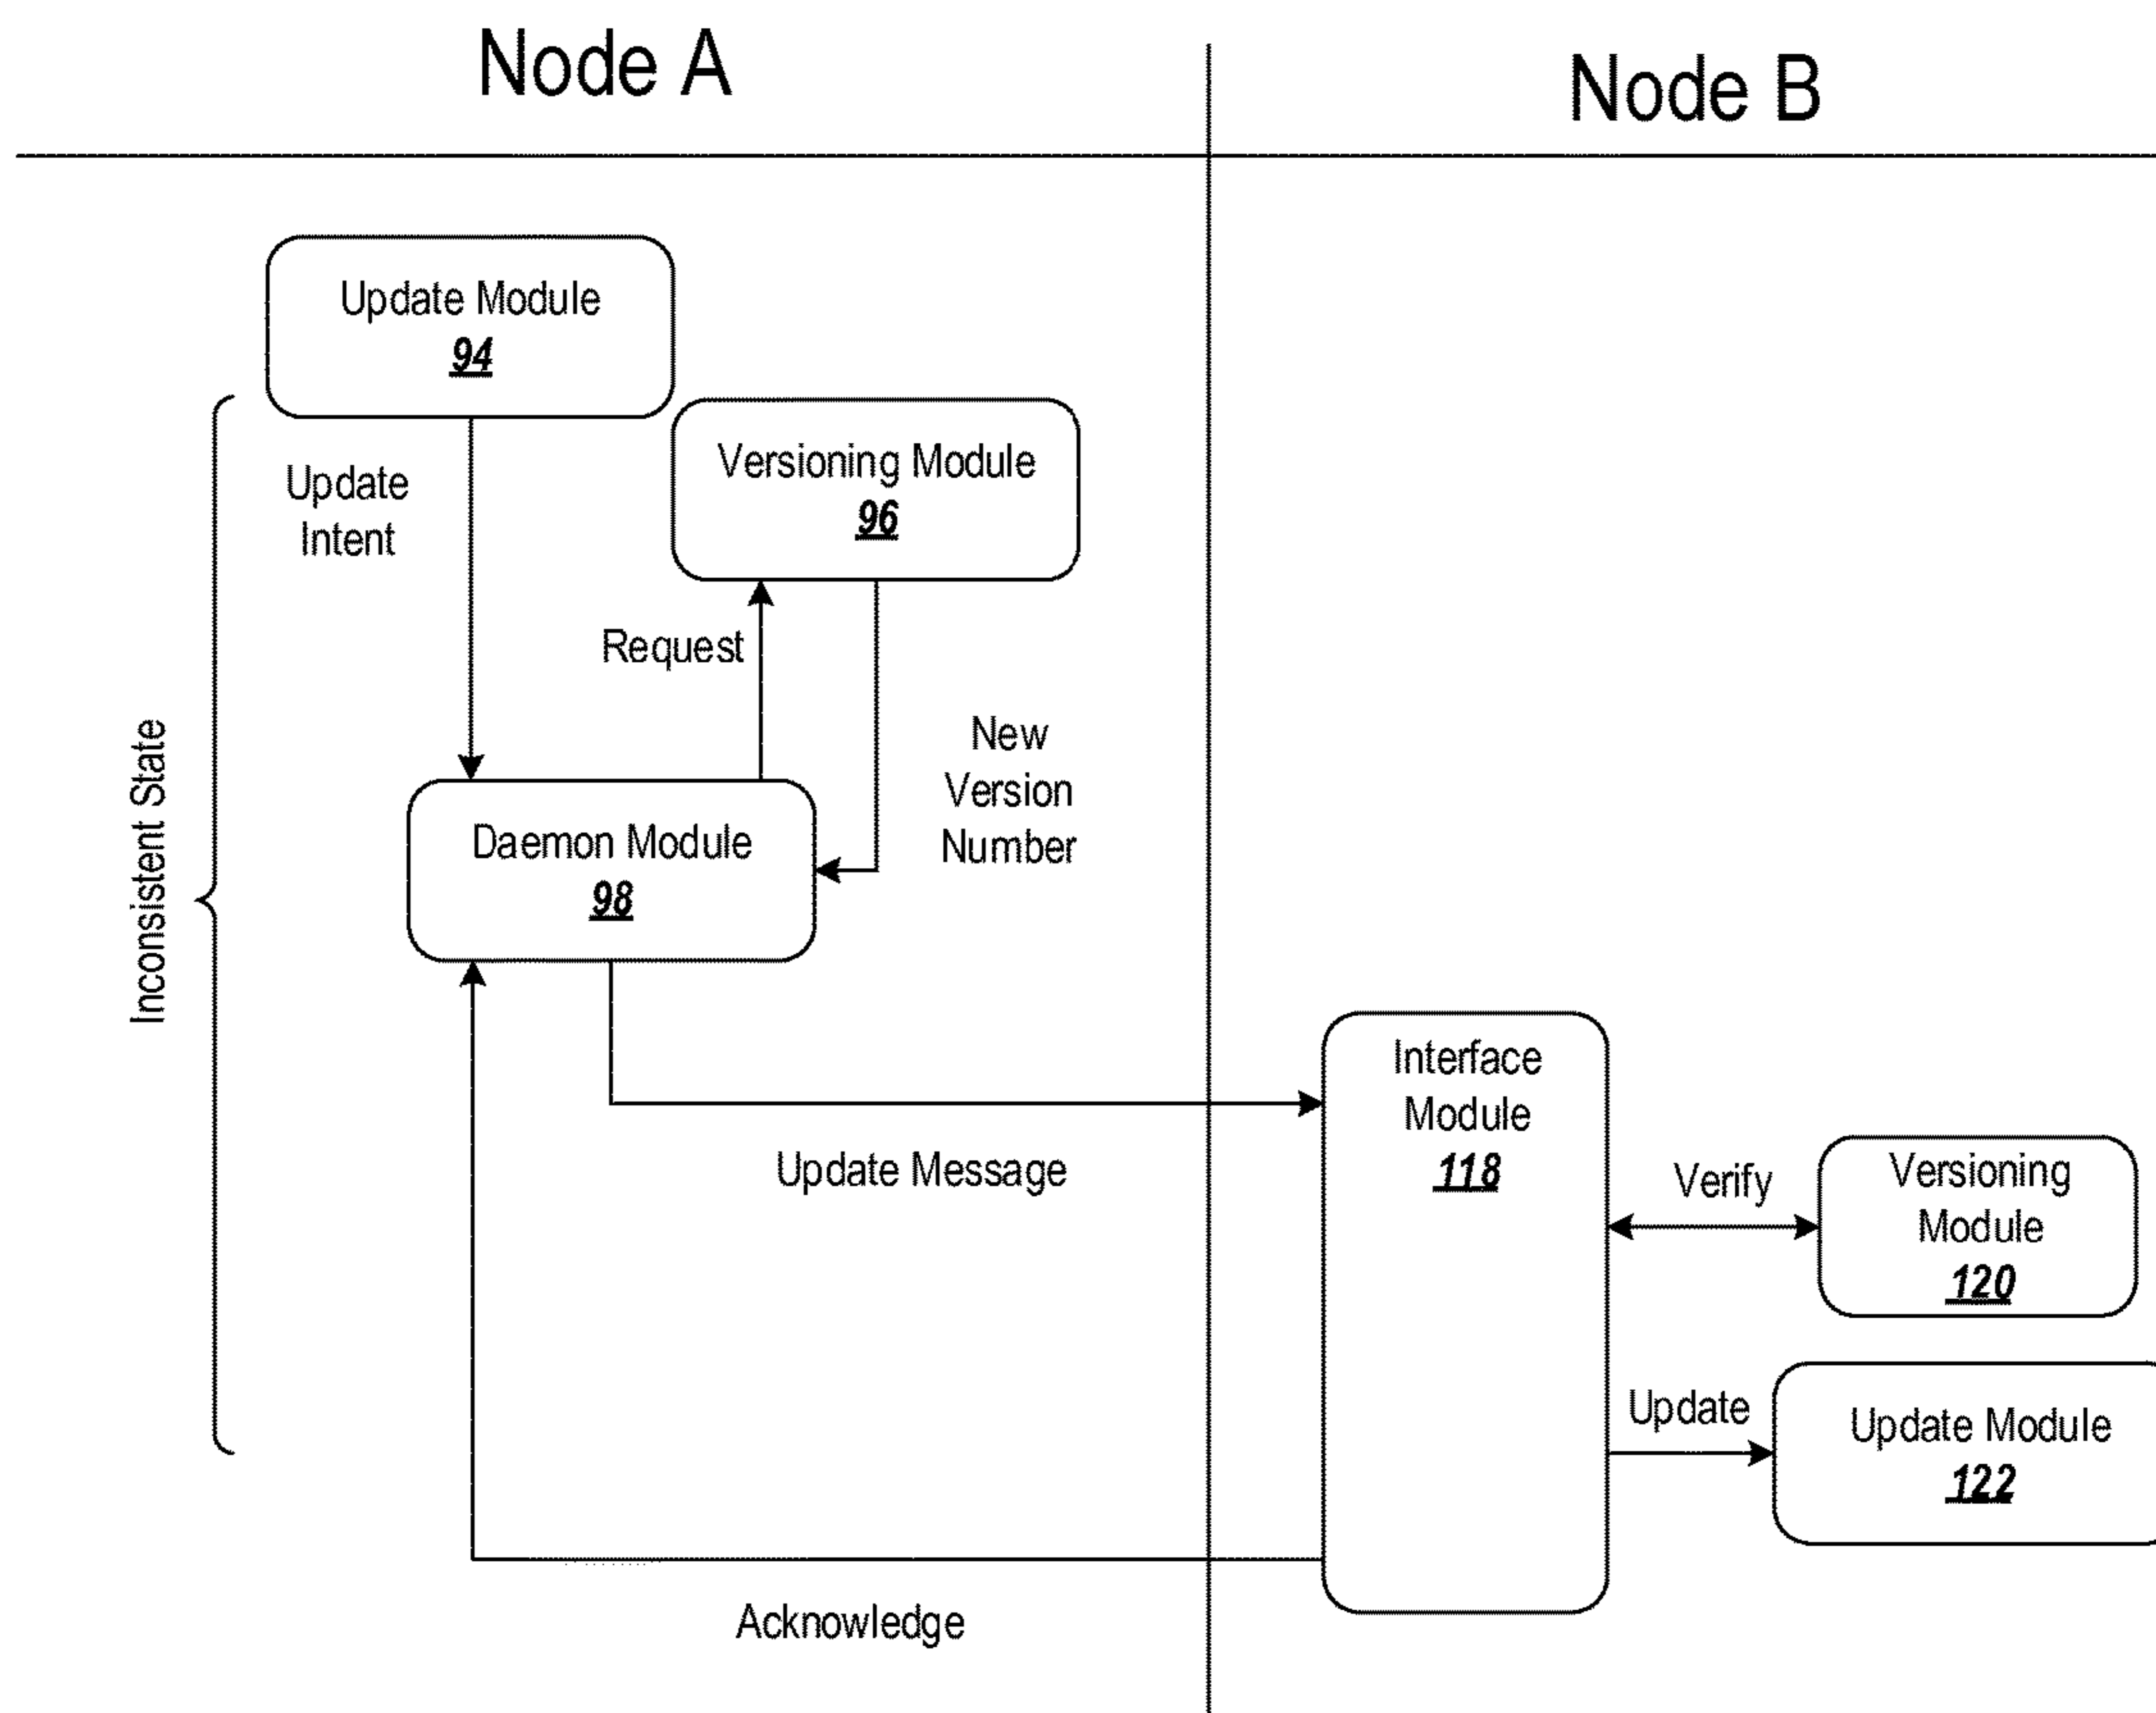 Node A
Node B
Update Module
94
Versioning Module
96
Update
Intent
Request
New
Version
Number
Inconsistent State
Daemon Module
98
Interface
Module
118
Update Message
Verify
Versioning
Module
120
Update
Update Module
122
Acknowledge